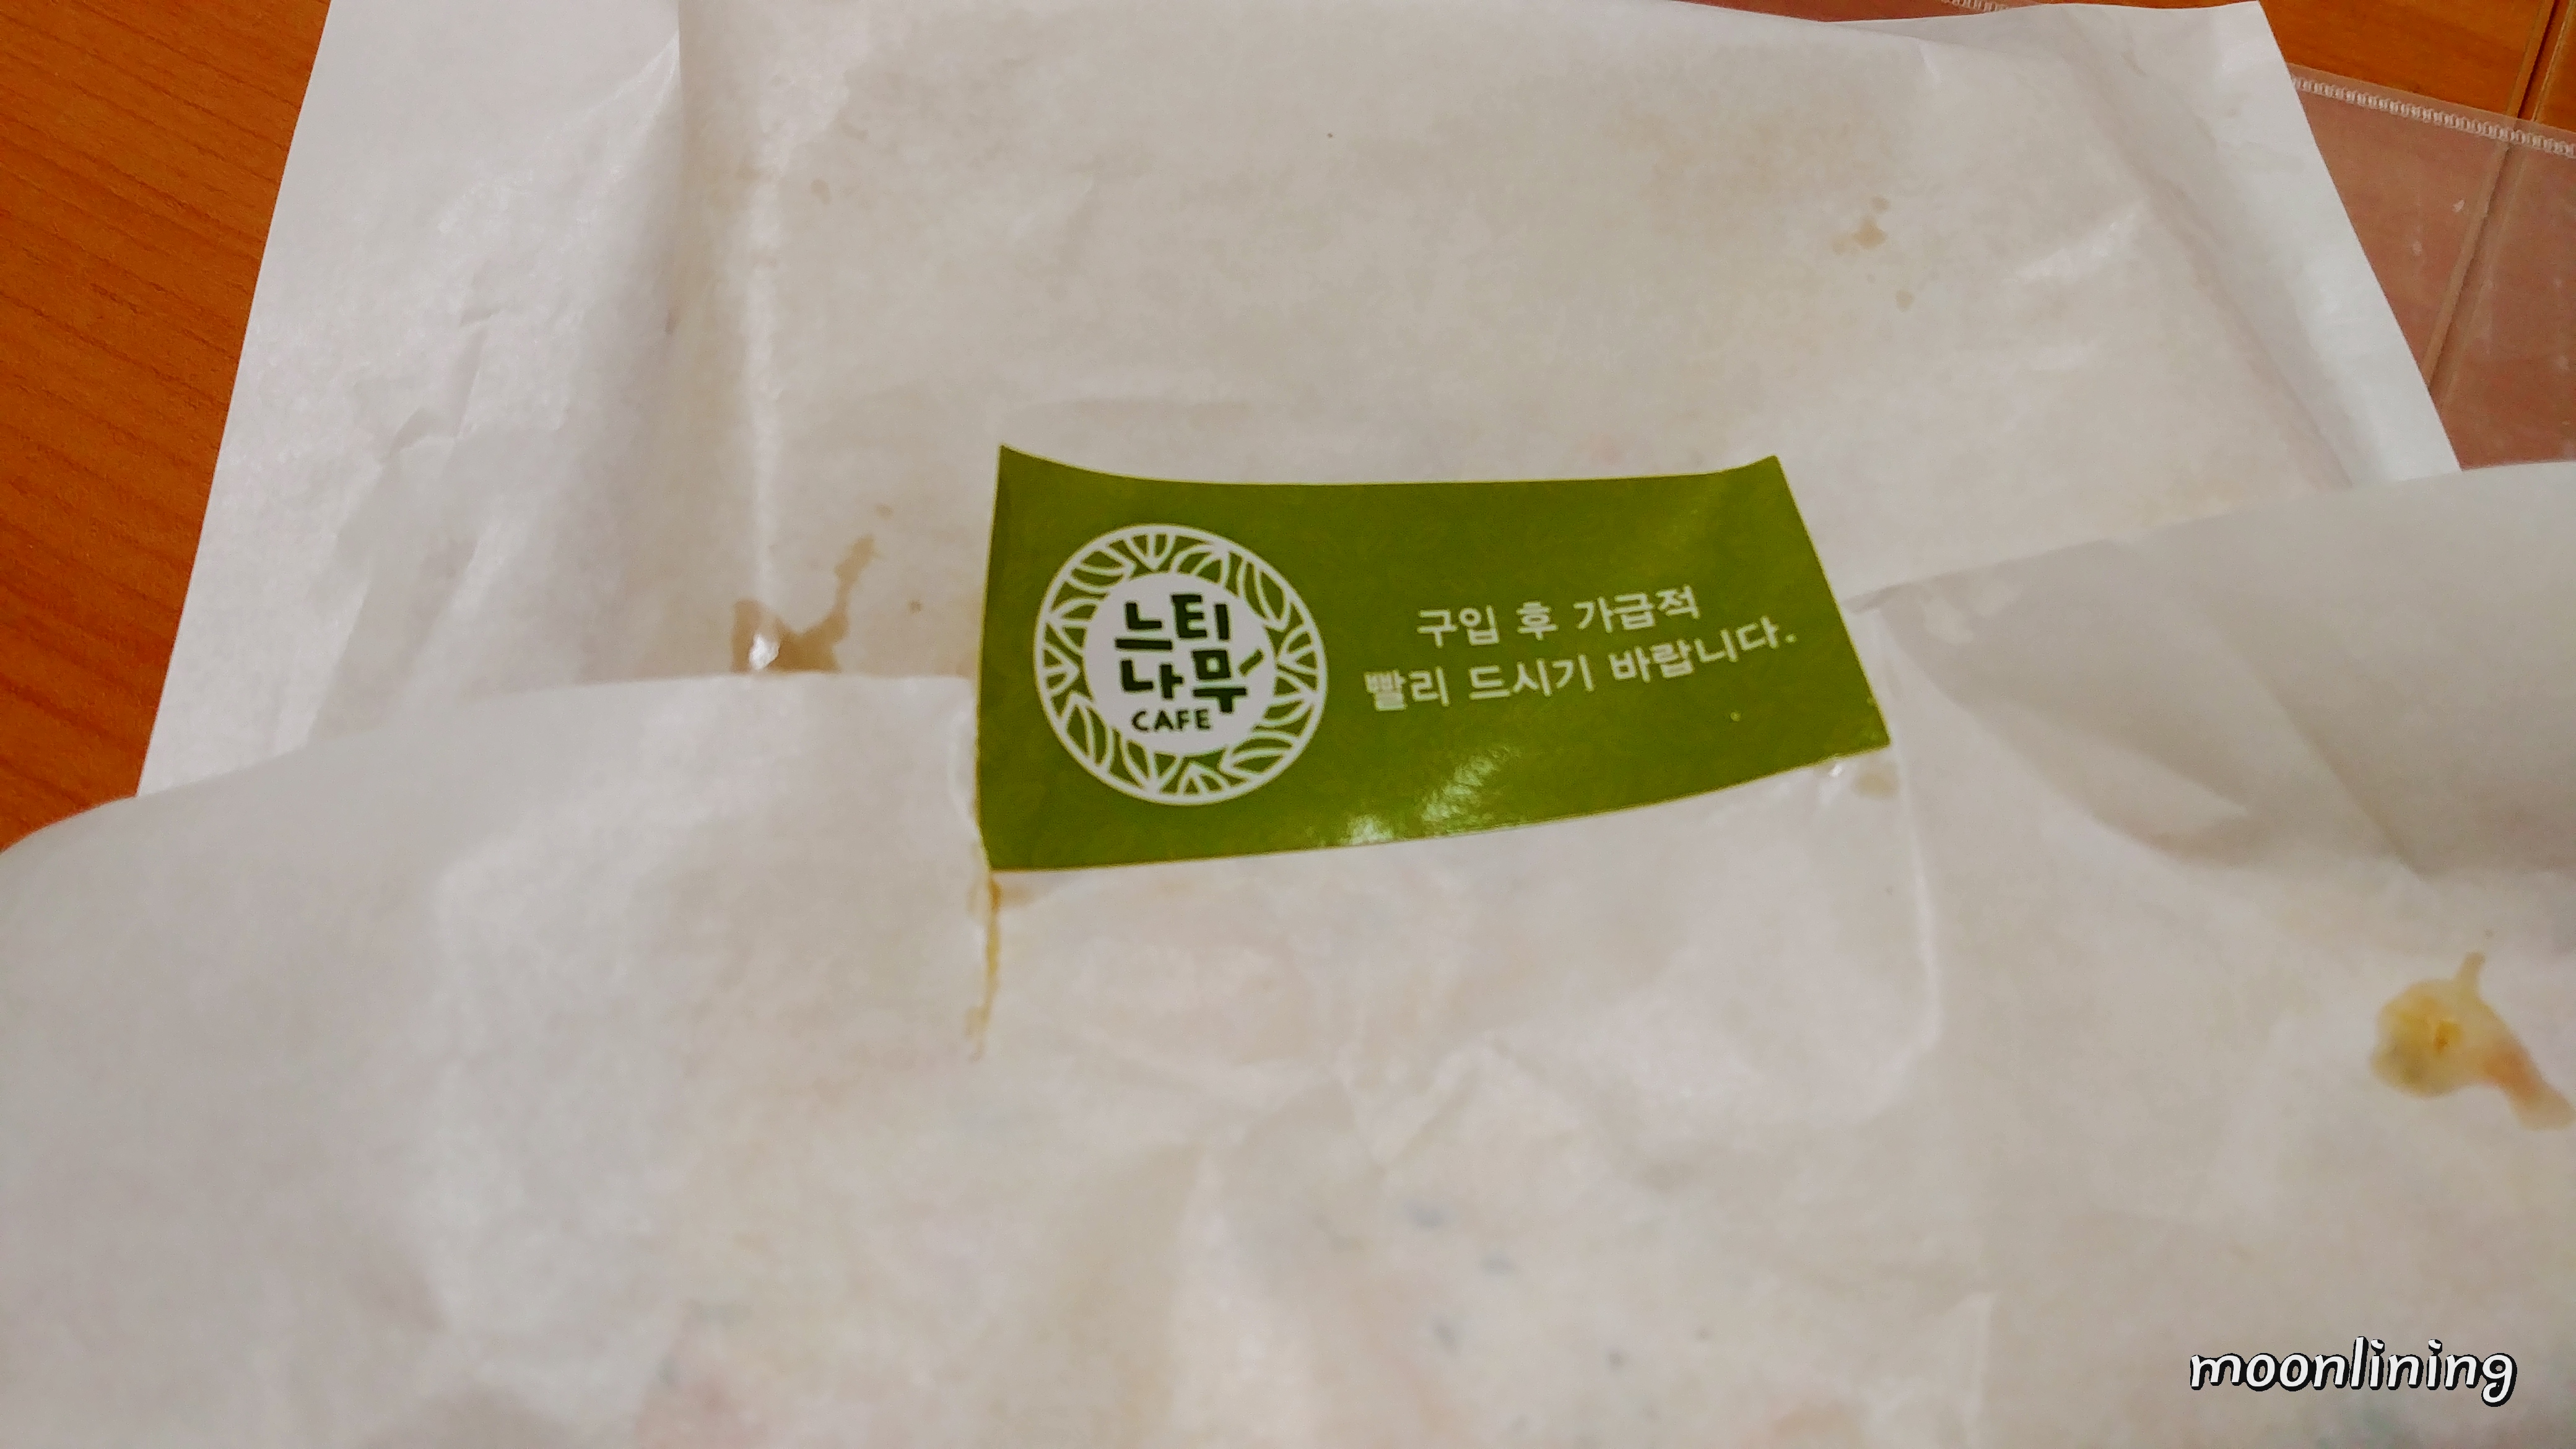 느티
나무
CAFE
구입 후 가급적
빨리 드시기 바랍니다.
moonlining